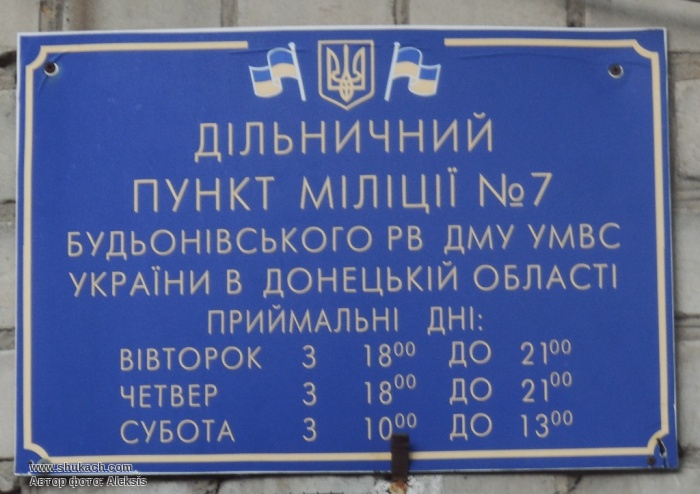 ДІЛЬНИЧНИЙ
ПУНКТ МІЛІЦІЇ №7
БУДЬОНІВСЬКОГО РВ ДМУ УМВС
УКРАЇНИ В ДОНЕЦЬКІЙ ОБЛАСТІ
ПРИЙМАЛЬНІ ДНІ:
ВІВТОРОК З 18⁰⁰ ДО 21⁰⁰
ЧЕТВЕР З 18⁰⁰ ДО 21⁰⁰
СУБОТА З 10⁰⁰ ДО 13⁰⁰
www.shukach.com
Автор фото: Aleksis